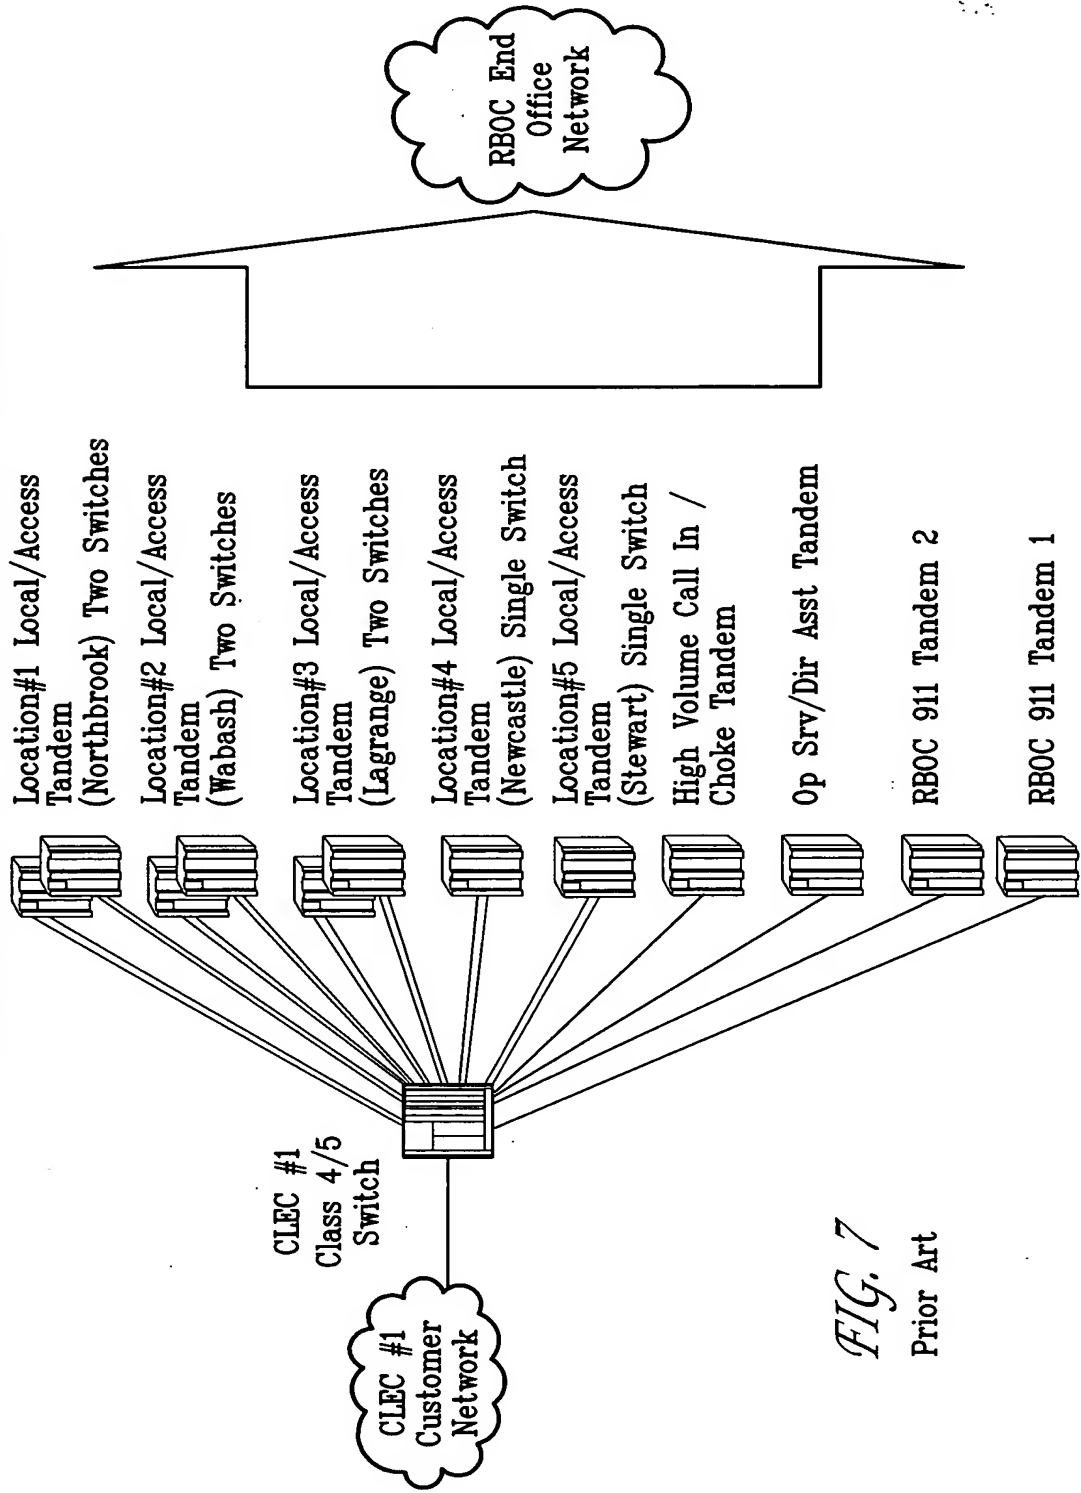 Location#1 Local/Access
Tandem
(Northbrook) Two Switches
Location#2 Local/Access
Tandem
(Wabash) Two Switches
Location#3 Local/Access
Tandem
(Lagrange) Two Switches
Location#4 Local/Access
Tandem
(Newcastle) Single Switch
Location#5 Local/Access
Tandem
(Stewart) Single Switch
High Volume Call In /
Choke Tandem
Op Srv/Dir Asst Tandem
RBOC 911 Tandem 2
RBOC 911 Tandem 1
CLEC #1
Class 4/5
Switch
CLEC #1
Customer
Network
RBOC End
Office
Network
FIG. 7
Prior Art